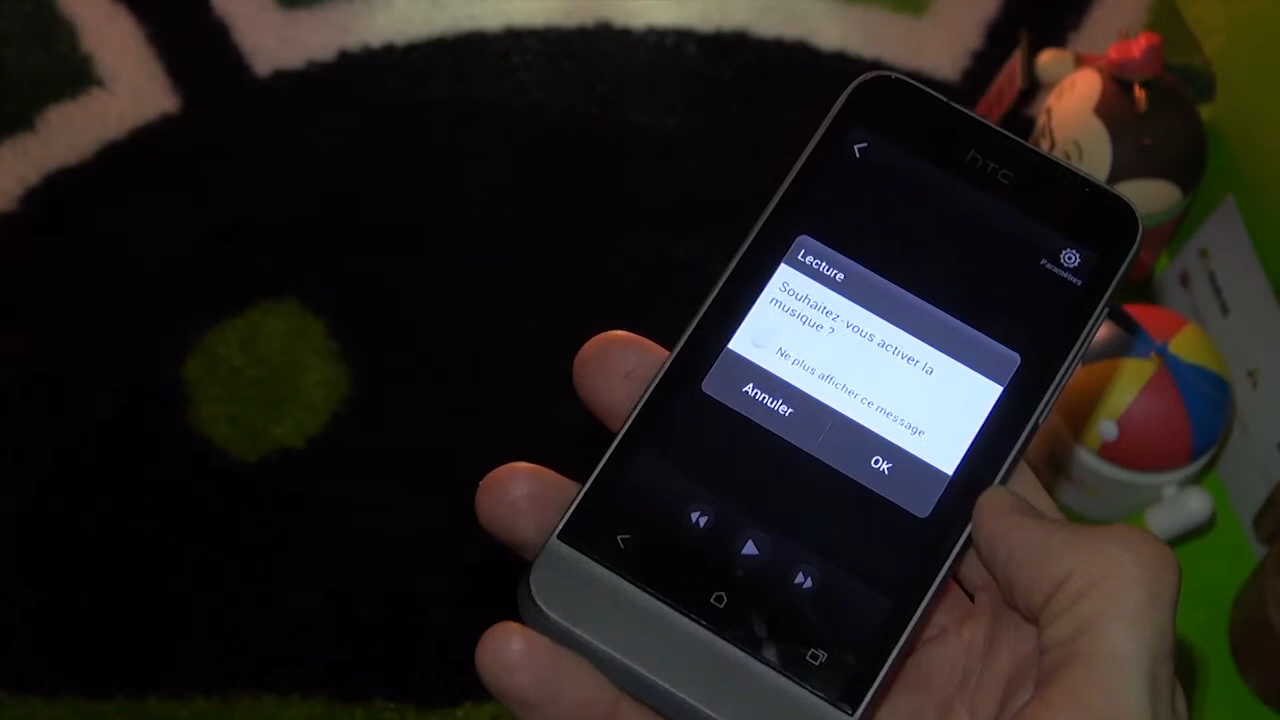 hTC
Paramètres
Lecture
Souhaitez-vous activer la
musique ?
Ne plus afficher ce message
Annuler
OK